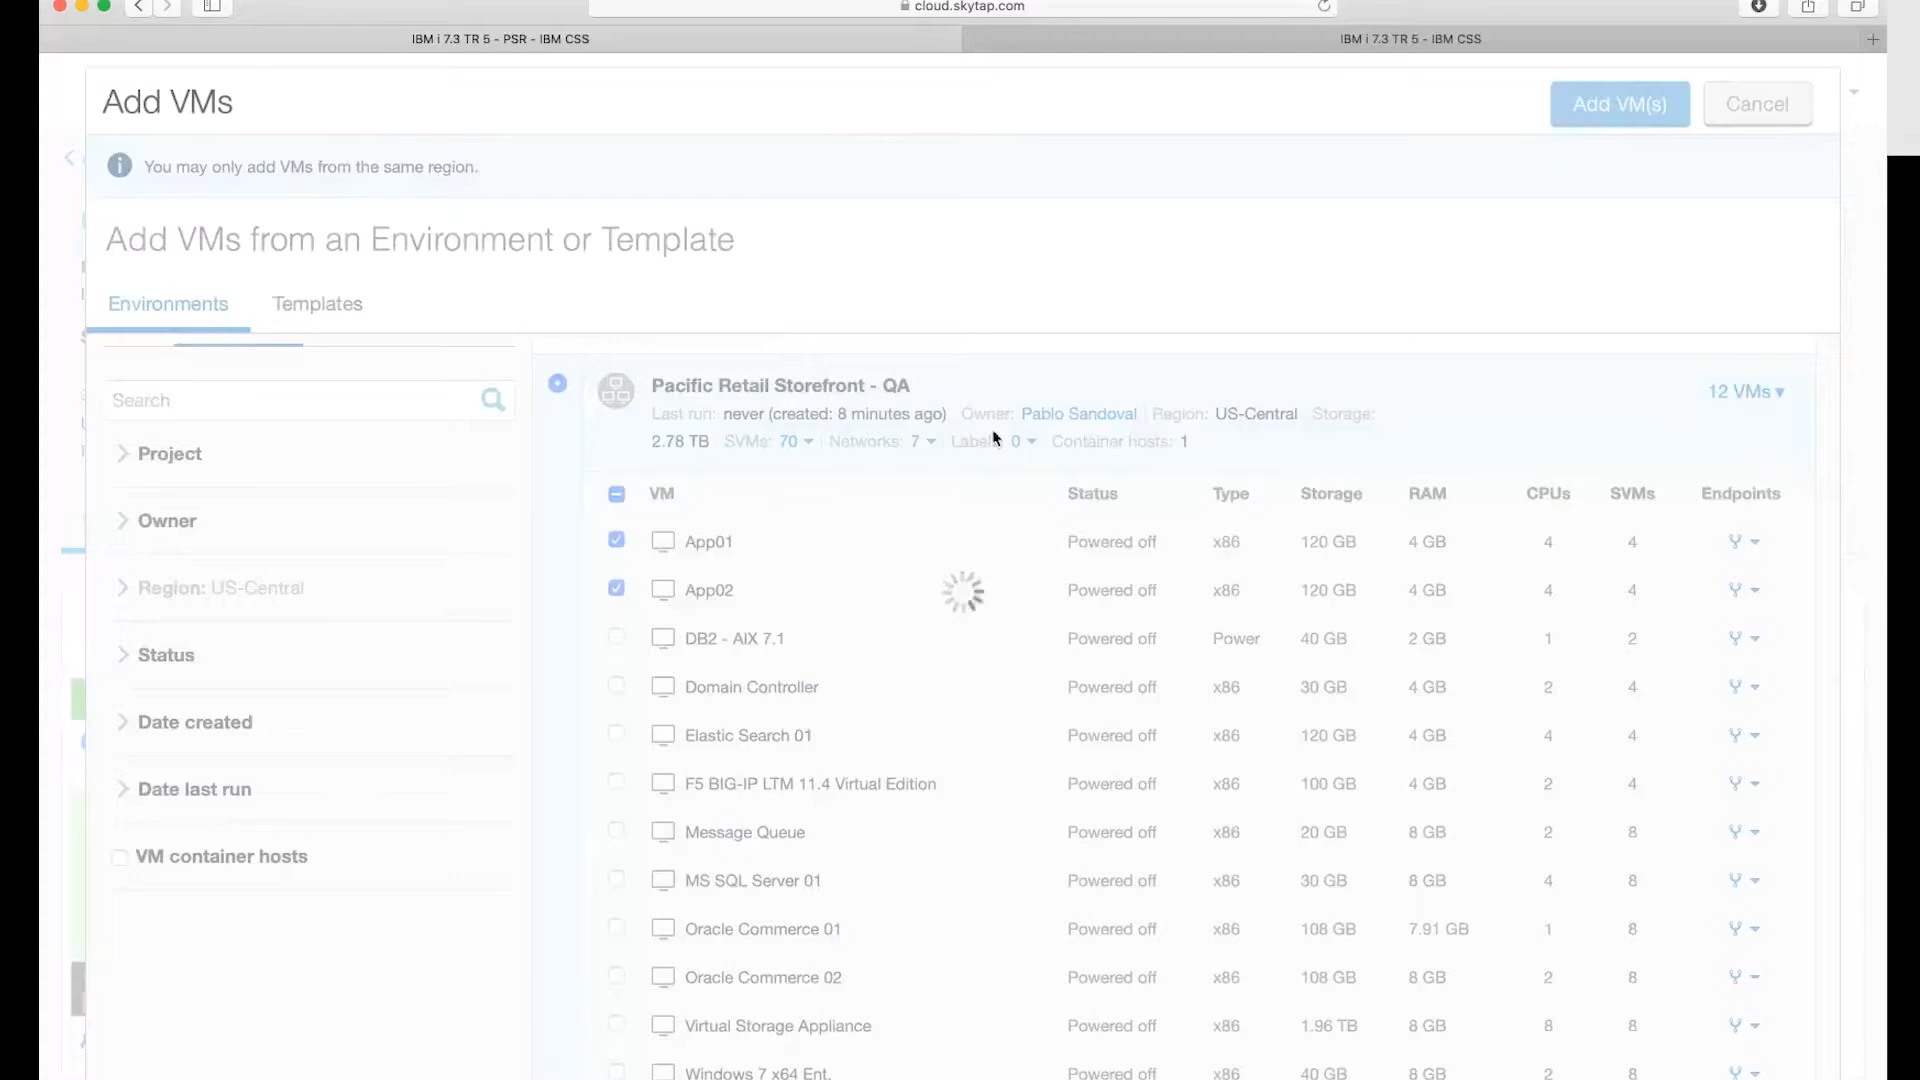 cloud.skytap.com
IBM i 7.3 TR 5 - PSR - IBM CSS
IBM i 7.3 TR 5 - IBM CSS
Add VMs
Add VM(s)
Cancel
You may only add VMs from the same region.
Add VMs from an Environment or Template
Environments
Templates
Search
Project
Owner
Region: US-Central
Status
Date created
Date last run
VM container hosts
Pacific Retail Storefront - QA
12 VMs
Last run: never (created: 8 minutes ago) Owner: Pablo Sandoval Region: US-Central Storage:
2.78 TB SVMs: 70 Networks: 7 Labels: 0 Container hosts: 1
VM Status Type Storage RAM CPUs SVMs Endpoints
App01 Powered off x86 120 GB 4 GB 4 4
App02 Powered off x86 120 GB 4 GB 4 4
DB2 - AIX 7.1 Powered off Power 40 GB 2 GB 1 2
Domain Controller Powered off x86 30 GB 4 GB 2 4
Elastic Search 01 Powered off x86 120 GB 4 GB 4 4
F5 BIG-IP LTM 11.4 Virtual Edition Powered off x86 100 GB 4 GB 2 4
Message Queue Powered off x86 20 GB 8 GB 2 8
MS SQL Server 01 Powered off x86 30 GB 8 GB 4 8
Oracle Commerce 01 Powered off x86 108 GB 7.91 GB 1 8
Oracle Commerce 02 Powered off x86 108 GB 8 GB 2 8
Virtual Storage Appliance Powered off x86 1.96 TB 8 GB 8 8
Windows 7 x64 Ent. Powered off x86 40 GB 8 GB 2 8